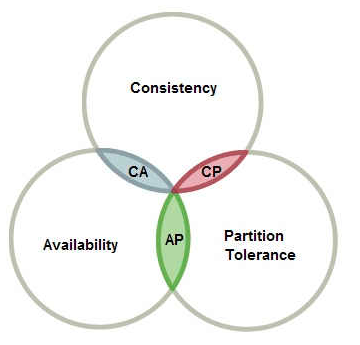 Consistency
CA
CP
Availability
AP
Partition
Tolerance